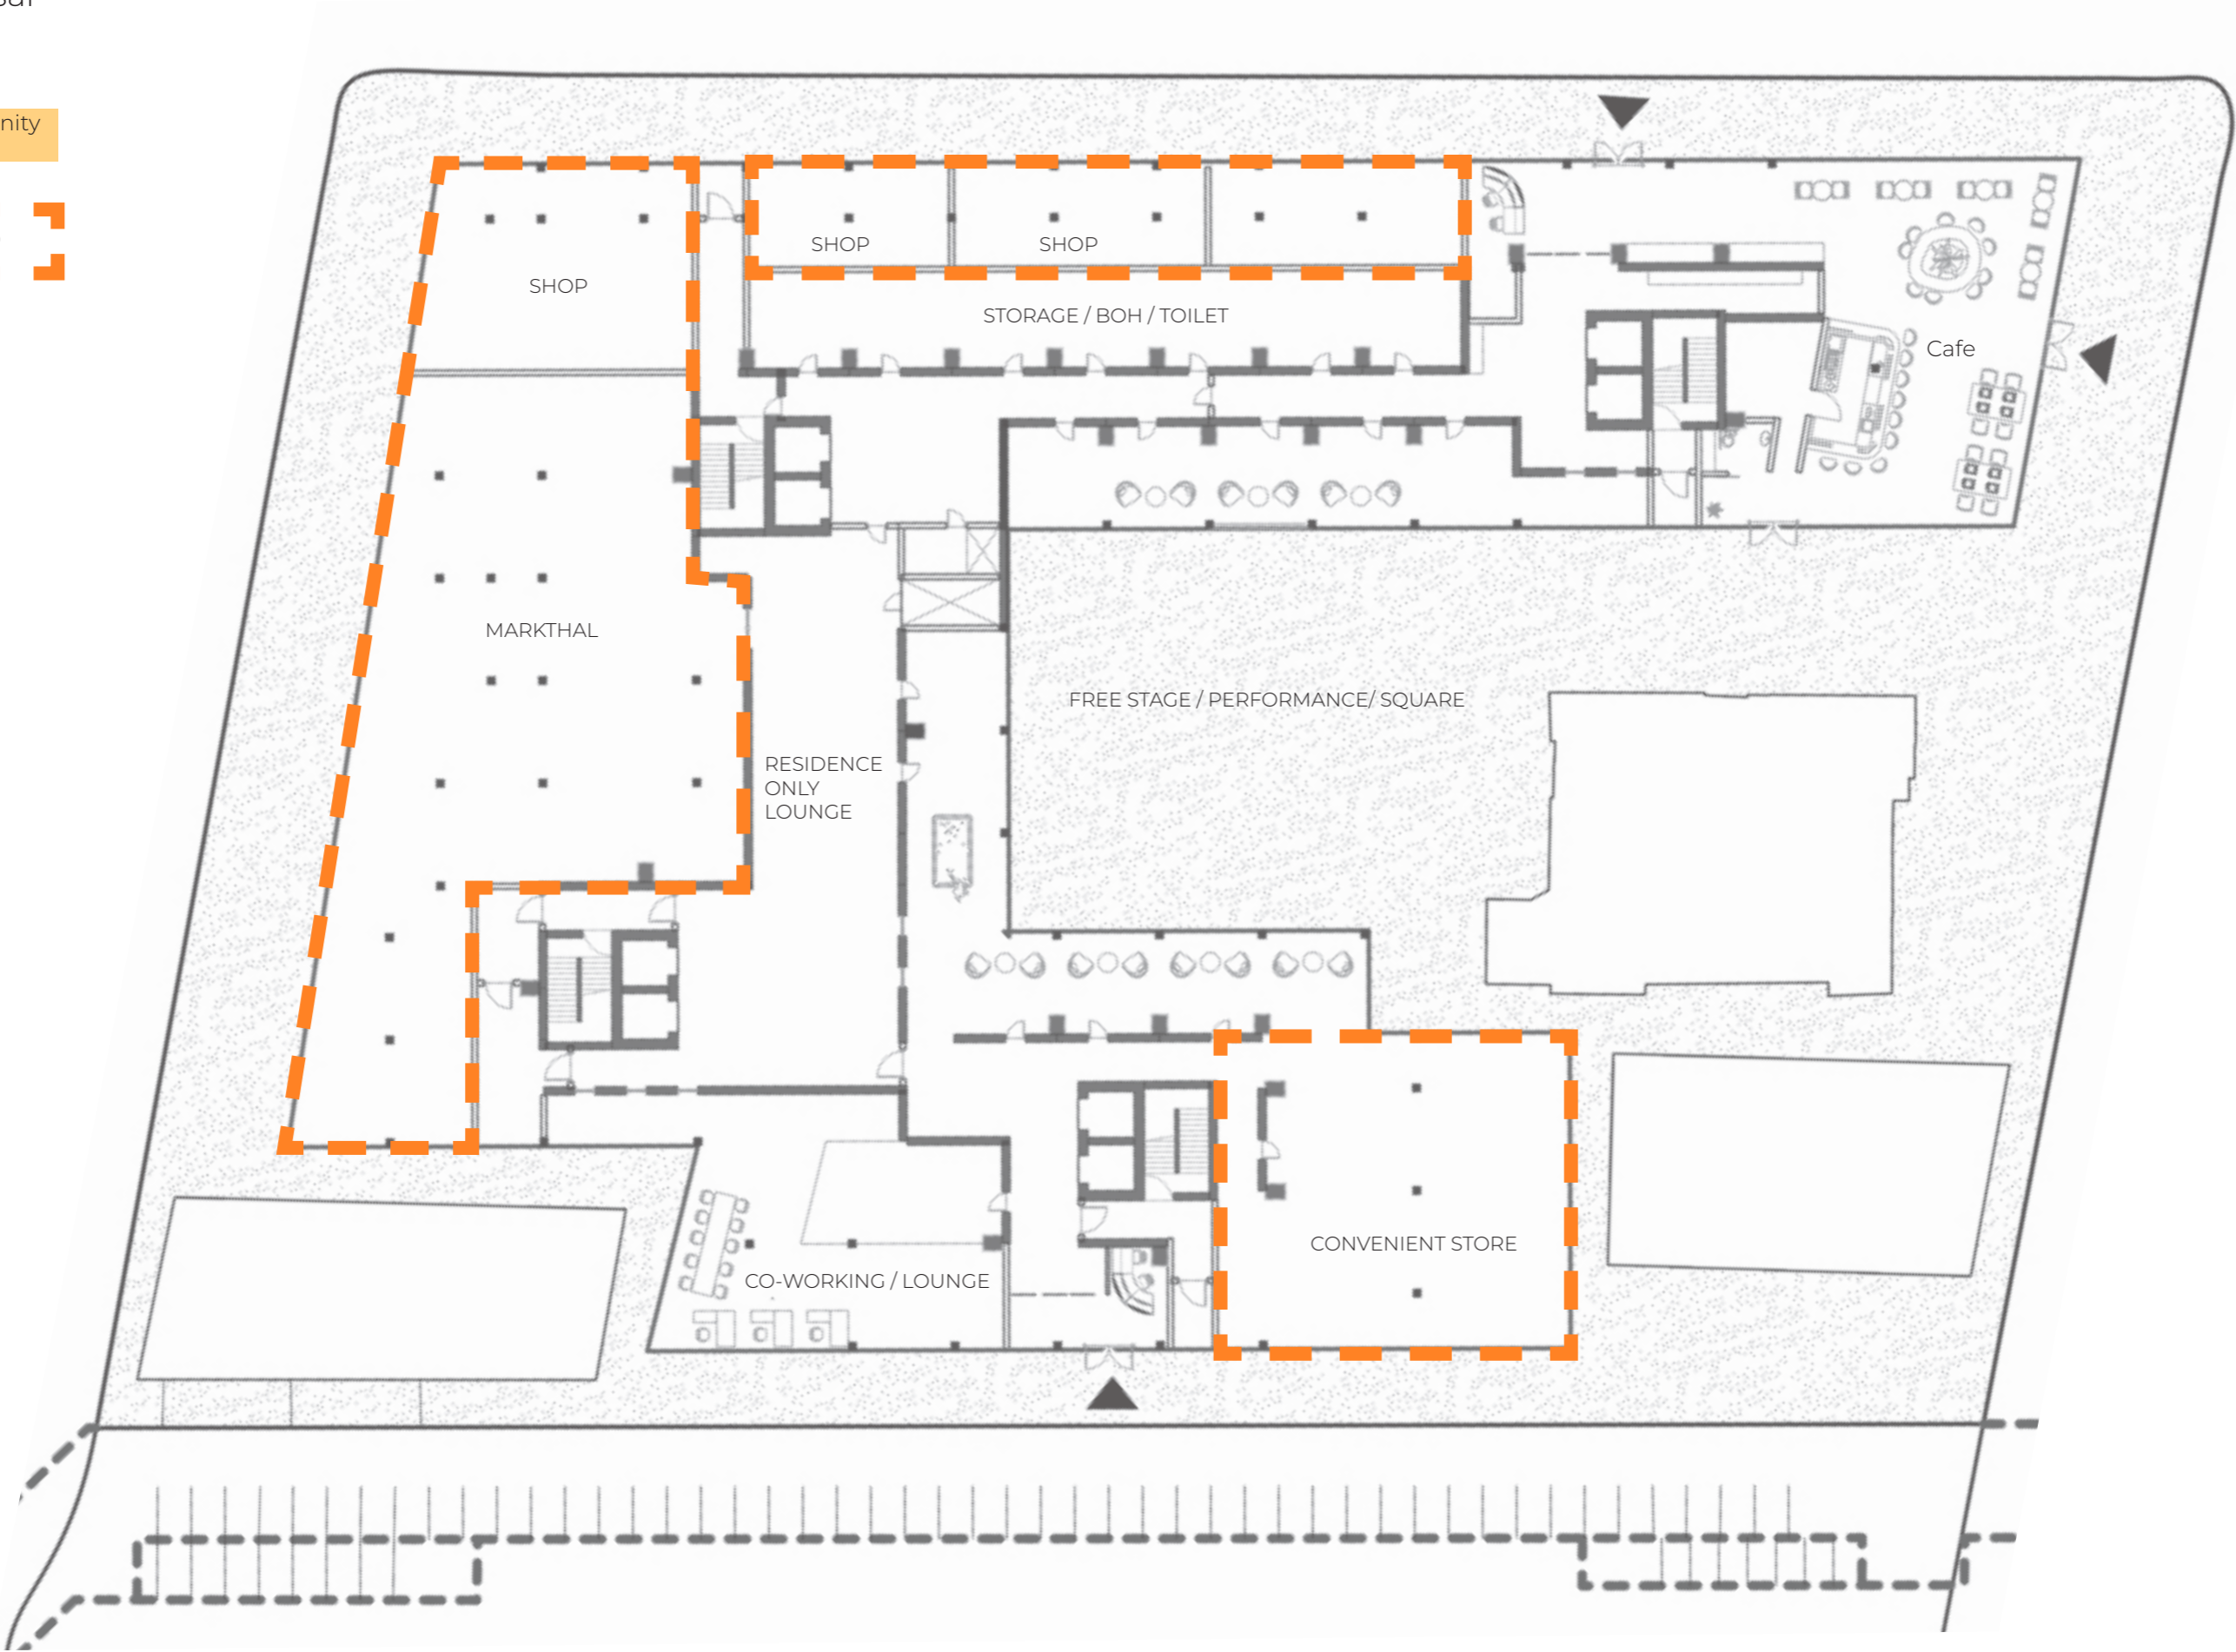 nity
SHOP
SHOP
SHOP
STORAGE / BOH / TOILET
Cafe
MARKTHAL
FREE STAGE / PERFORMANCE/ SQUARE
RESIDENCE
ONLY
LOUNGE
CONVENIENT STORE
CO-WORKING / LOUNGE